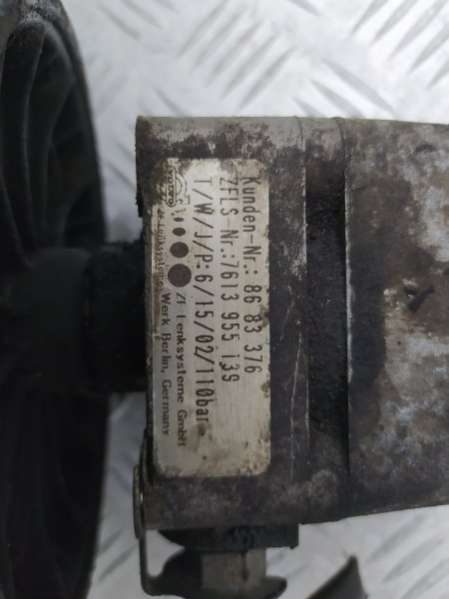 Kunden-Nr.: 86 83 376
ZFLS-Nr.:7613 955 139
T/W/J/P:6/15/02/110bar
ZF Lenksysteme GmbH
Werk Berlin, Germany